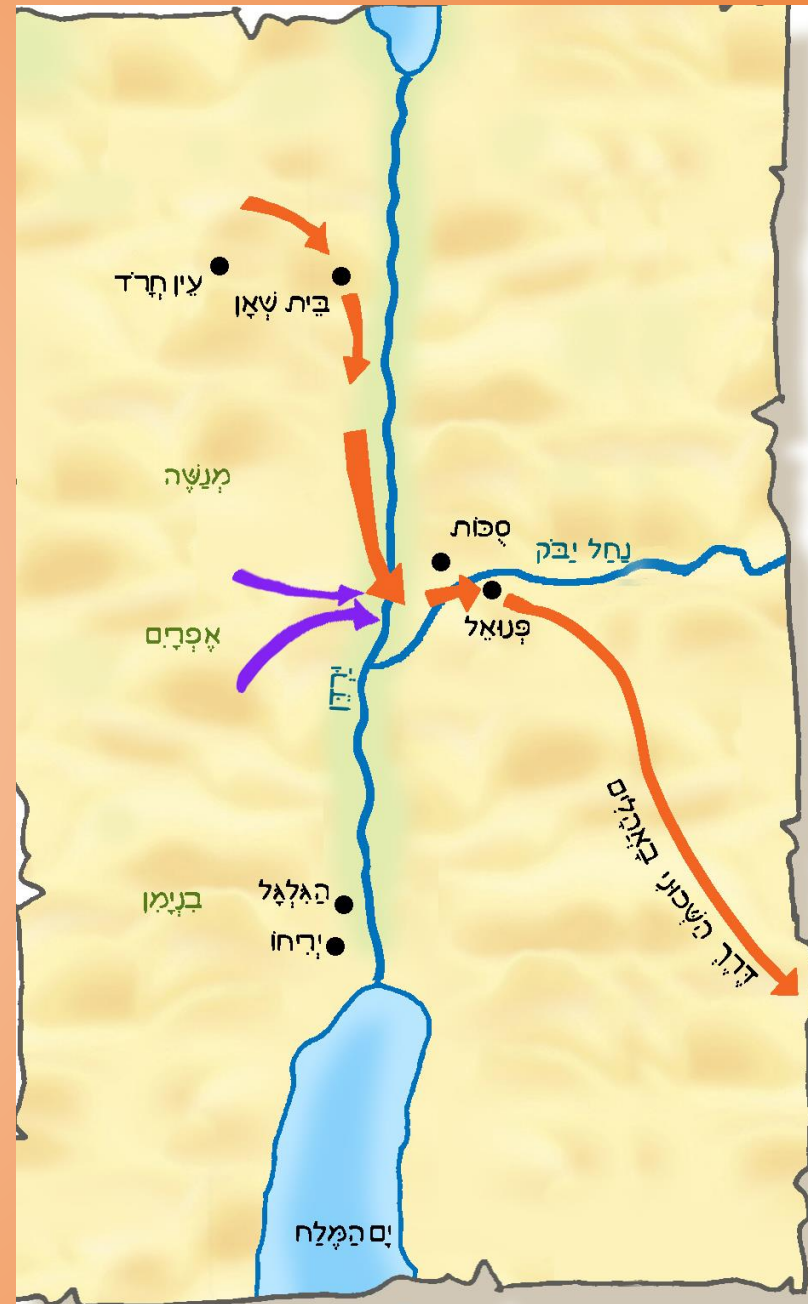 עֵין חֲרֹד
בֵּית שְׁאָן
מְנַשֶּׁה
סֻכּוֹת
נַחַל יַבֹּק
פְּנוּאֵל
אֶפְרָיִם
יַרְדֵּן
דֶּרֶךְ הַשְּׁכוּנֵי בָאֳהָלִים
הַגִּלְגָּל
בִּנְיָמִן
יְרִיחוֹ
יָם הַמֶּלַח